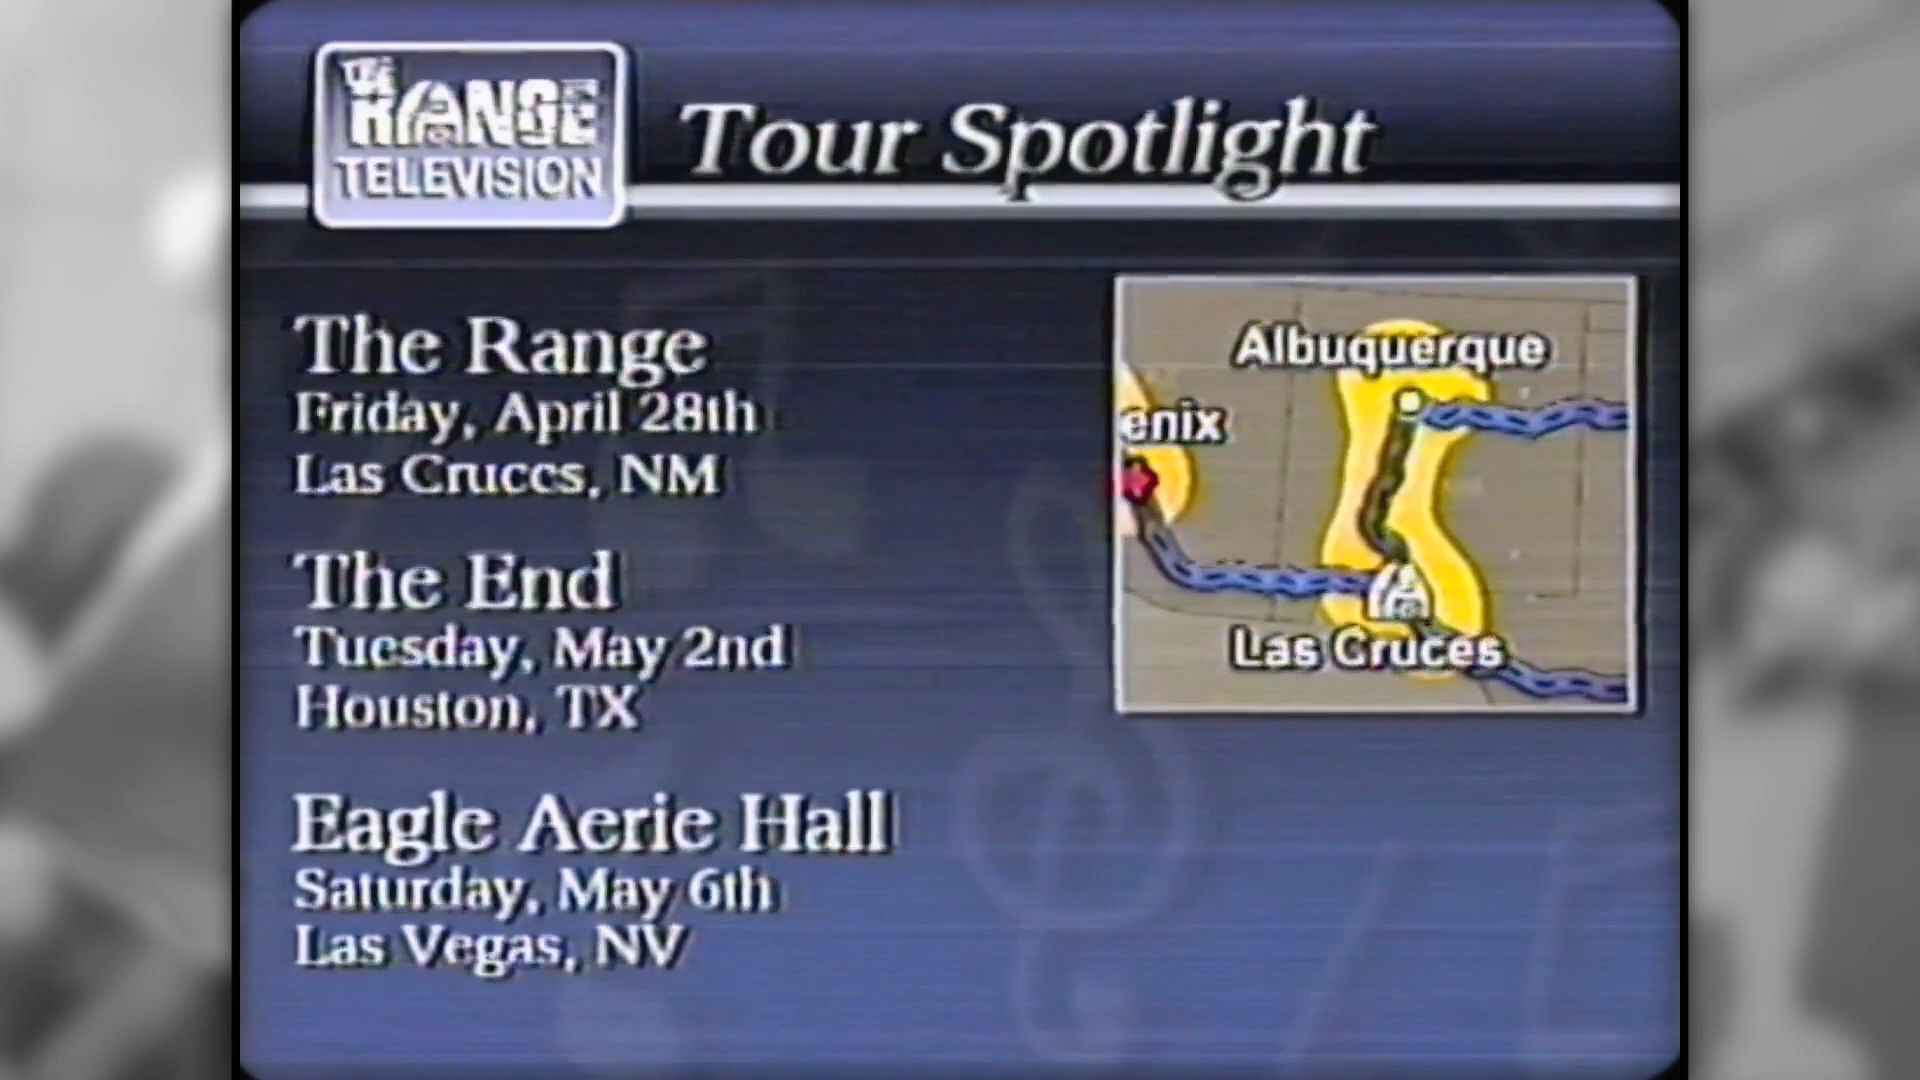 THE
RANGE
TELEVISION
Tour Spotlight
The Range
Friday, April 28th
Las Cruces, NM
The End
Tuesday, May 2nd
Houston, TX
Eagle Aerie Hall
Saturday, May 6th
Las Vegas, NV
Albuquerque
enix
Las Cruces